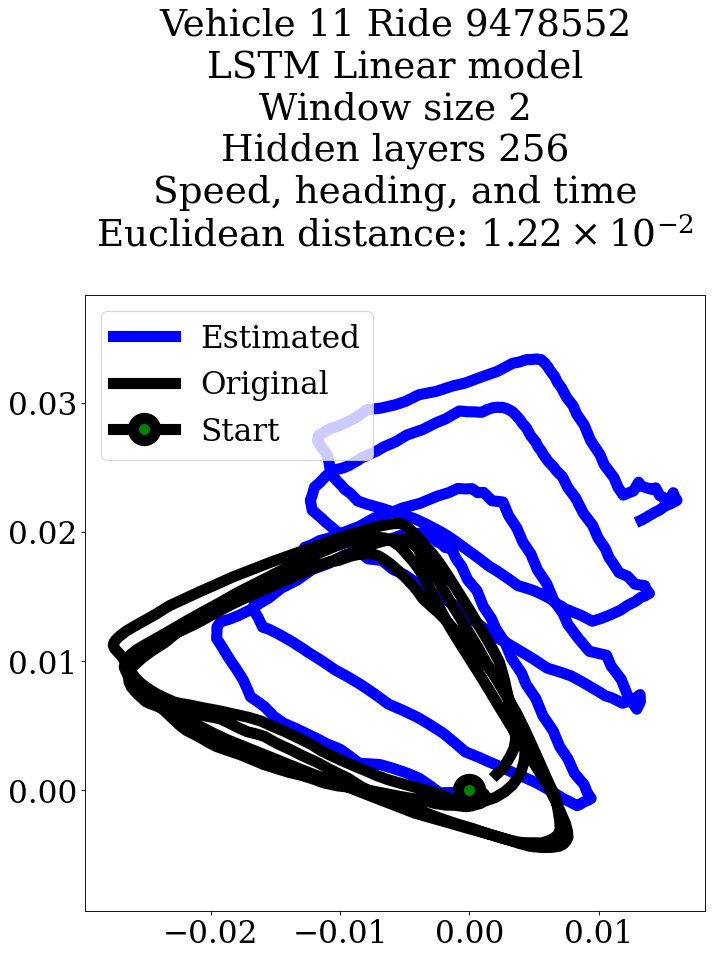 Vehicle 11 Ride 9478552
LSTM Linear model
Window size 2
Hidden layers 256
Speed, heading, and time
Euclidean distance: 1.22 × 10⁻²
Estimated
Original
Start
0.03
0.02
0.01
0.00
−0.02 −0.01 0.00 0.01